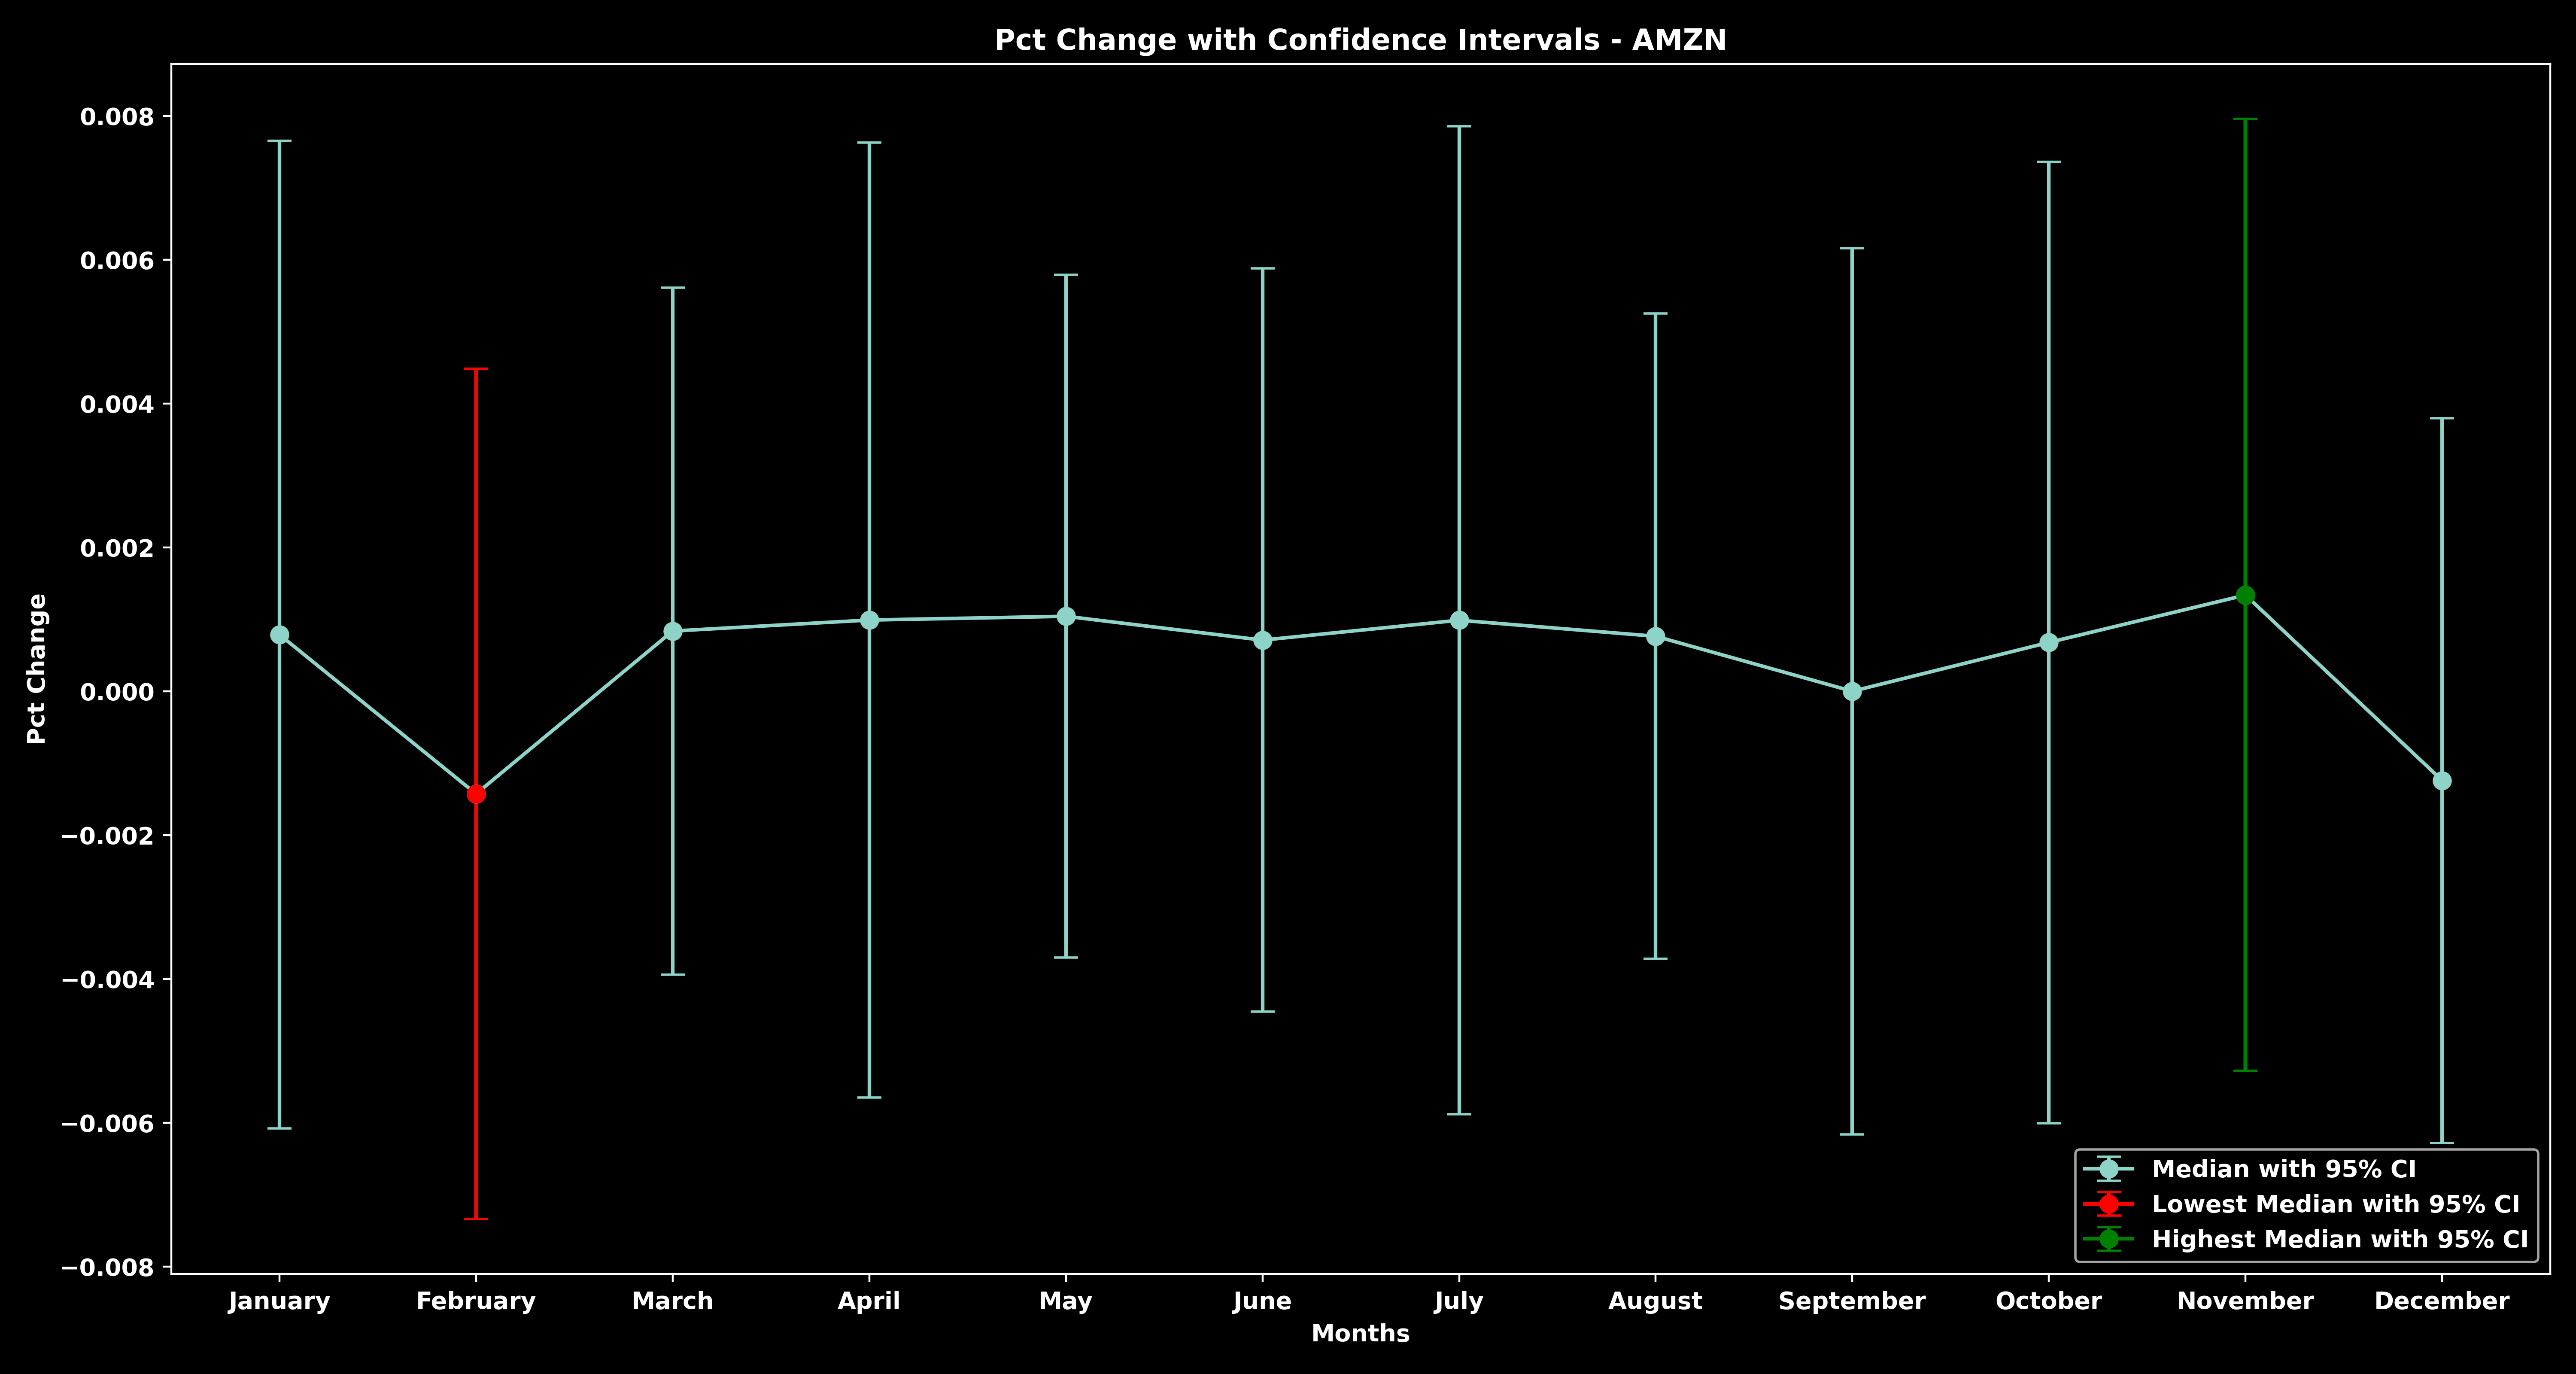 Pct Change with Confidence Intervals - AMZN
Pct Change
0.008
0.006
0.004
0.002
0.000
−0.002
−0.004
−0.006
−0.008
Median with 95% CI
Lowest Median with 95% CI
Highest Median with 95% CI
January February March April May June July August September October November December
Months